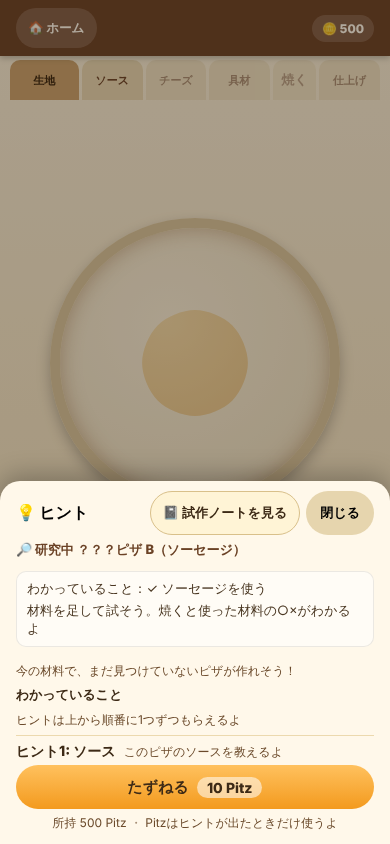 🏠 ホーム
🪙 500
生地 ソース チーズ 具材 焼く 仕上げ
💡 ヒント
📓 試作ノートを見る
閉じる
🔎 研究中 ？？？ピザ B（ソーセージ）
わかっていること：✓ ソーセージを使う
材料を足して試そう。焼くと使った材料の○×がわかる
よ
今の材料で、まだ見つけていないピザが作れそう！
わかっていること
ヒントは上から順番に1つずつもらえるよ
ヒント1: ソース このピザのソースを教えるよ
たずねる 10 Pitz
所持 500 Pitz · Pitzはヒントが出たときだけ使うよ